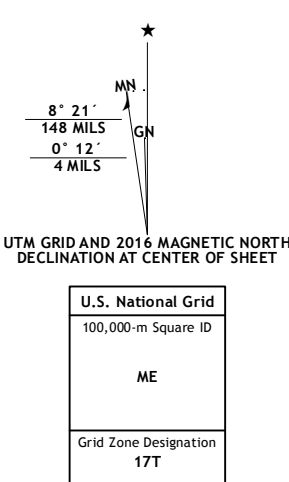 MN
8° 21´
148 MILS
GN
0° 12´
4 MILS
UTM GRID AND 2016 MAGNETIC NORTH
DECLINATION AT CENTER OF SHEET
U.S. National Grid
100,000-m Square ID
ME
Grid Zone Designation
17T